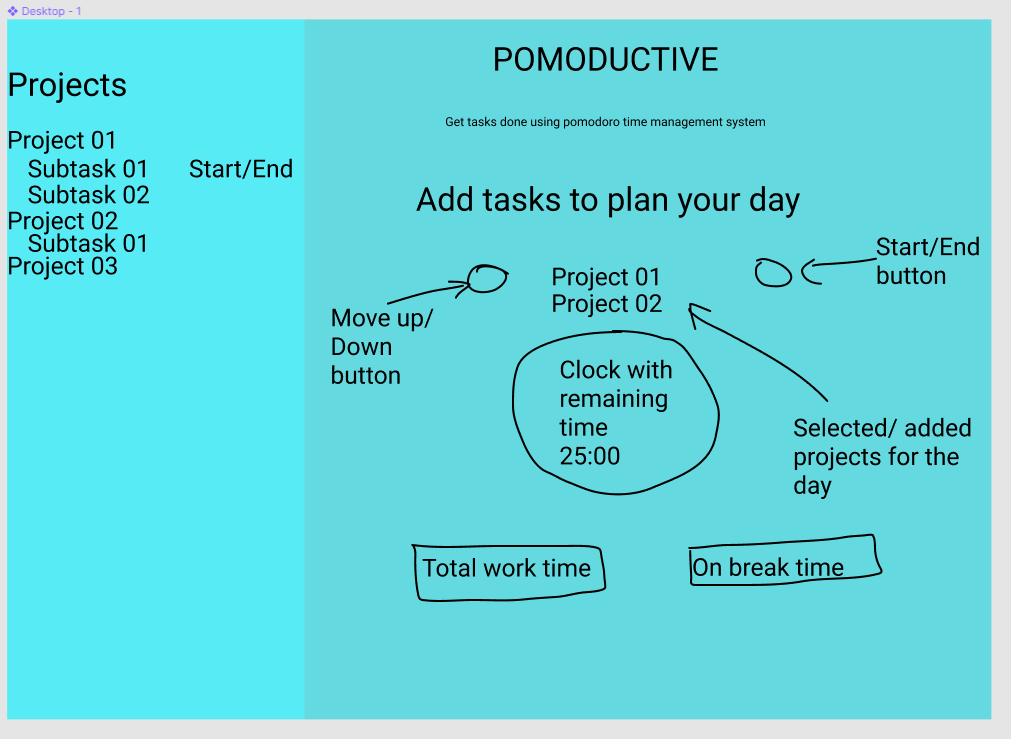 Desktop - 1
POMODUCTIVE
Projects
Get tasks done using pomodoro time management system
Project 01
Subtask 01 Start/End
Subtask 02
Project 02
Subtask 01
Project 03
Add tasks to plan your day
Start/End
button
Project 01
Project 02
Move up/
Down
button
Clock with
remaining
time
25:00
Selected/ added
projects for the
day
Total work time
On break time